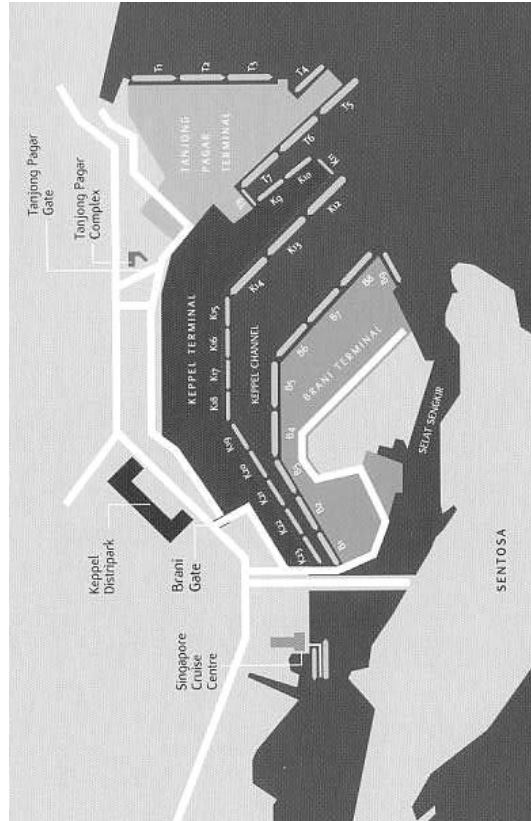 Singapore
Cruise
Centre
Brani
Gate
Keppel
Distripark
Tanjong Pagar
Gate
Tanjong Pagar
Complex
T1
T2
T3
TANJONG
PAGAR
TERMINAL
T4
T5
T6
T7
KEPPEL TERMINAL
K9
K10
K11
K12
K13
K14
K15
K16
K17
K18
K19
K20
K21
K22
K23
KEPPEL CHANNEL
B1
B2
B3
B4
B5
B6
B7
B8
B9
BRANI TERMINAL
SELAT SENGKIR
SENTOSA